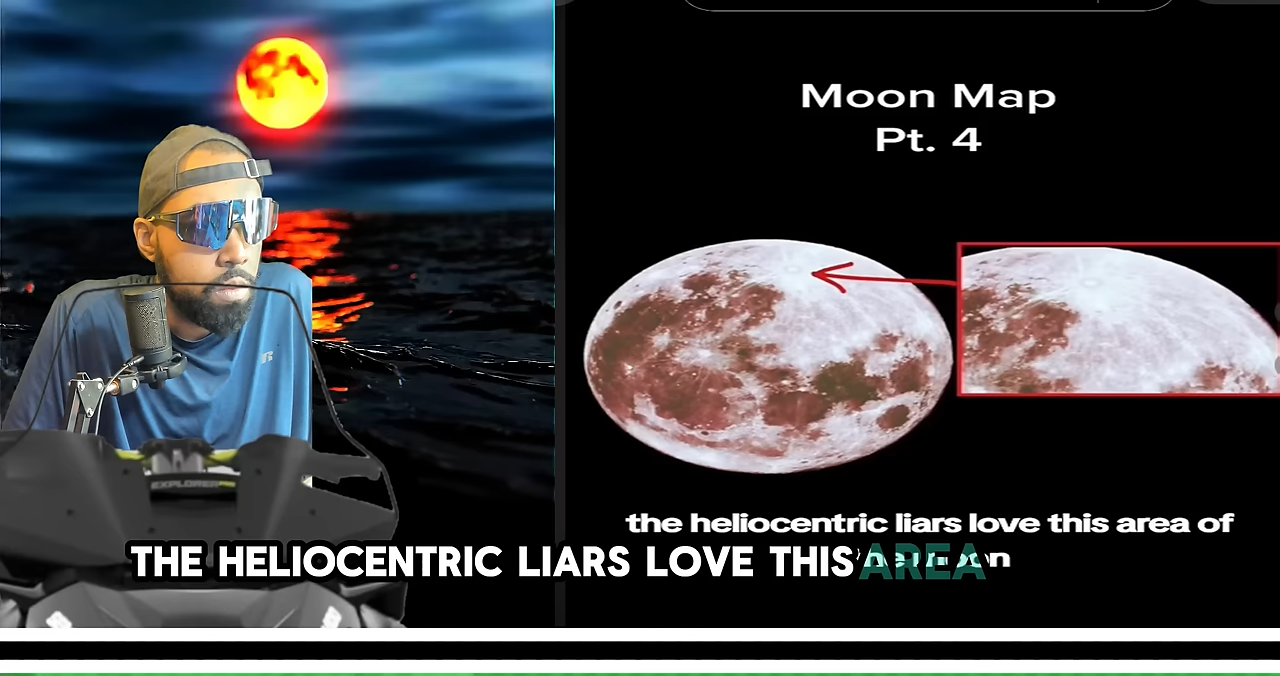 Moon Map
Pt. 4
the heliocentric liars love this area of
THE HELIOCENTRIC LIARS LOVE THIS AREA
EXPLORER
R